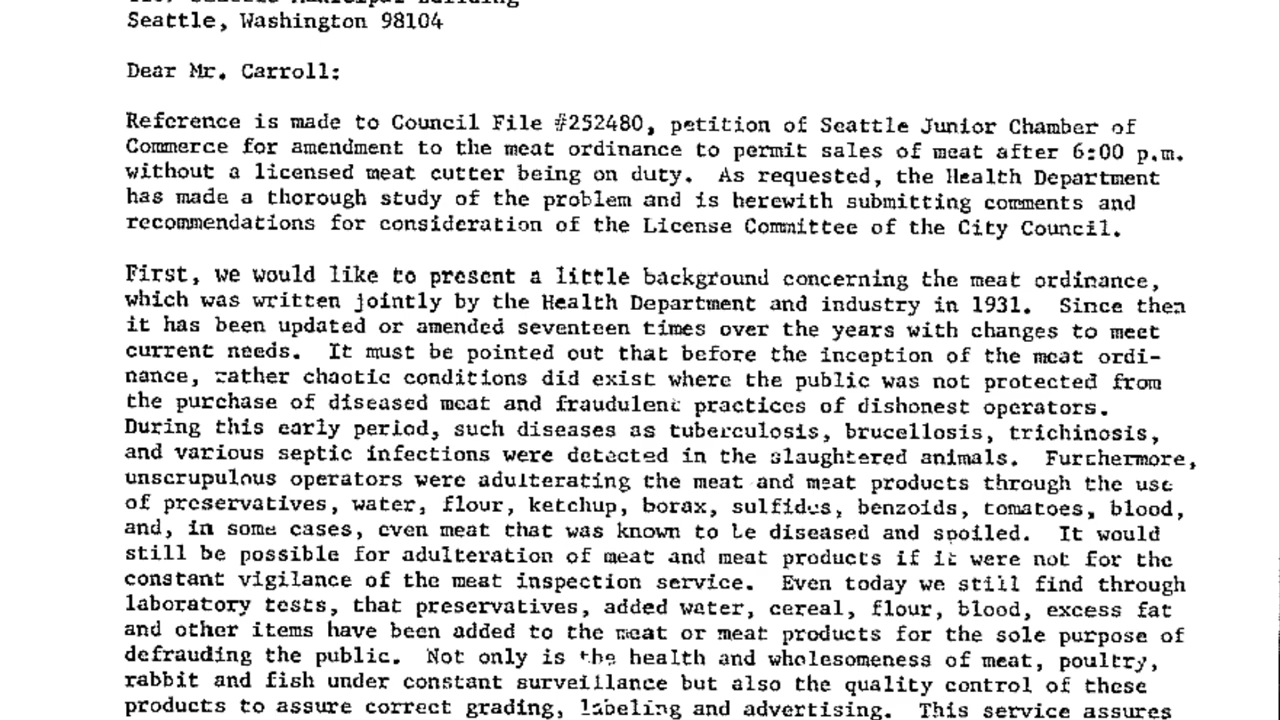 Municipal Building
Seattle, Washington 98104
Dear Mr. Carroll:
Reference is made to Council File #252480, petition of Seattle Junior Chamber of
Commerce for amendment to the meat ordinance to permit sales of meat after 6:00 p.m.
without a licensed meat cutter being on duty. As requested, the Health Department
has made a thorough study of the problem and is herewith submitting comments and
recommendations for consideration of the License Committee of the City Council.
First, we would like to present a little background concerning the meat ordinance,
which was written jointly by the Health Department and industry in 1931. Since then
it has been updated or amended seventeen times over the years with changes to meet
current needs. It must be pointed out that before the inception of the meat ordi-
nance, rather chaotic conditions did exist where the public was not protected from
the purchase of diseased meat and fraudulent practices of dishonest operators.
During this early period, such diseases as tuberculosis, brucellosis, trichinosis,
and various septic infections were detected in the slaughtered animals. Furthermore,
unscrupulous operators were adulterating the meat and meat products through the use
of preservatives, water, flour, ketchup, borax, sulfides, benzoids, tomatoes, blood,
and, in some cases, even meat that was known to be diseased and spoiled. It would
still be possible for adulteration of meat and meat products if it were not for the
constant vigilance of the meat inspection service. Even today we still find through
laboratory tests, that preservatives, added water, cereal, flour, blood, excess fat
and other items have been added to the meat or meat products for the sole purpose of
defrauding the public. Not only is the health and wholesomeness of meat, poultry,
rabbit and fish under constant surveillance but also the quality control of these
products to assure correct grading, labeling and advertising. This service assures